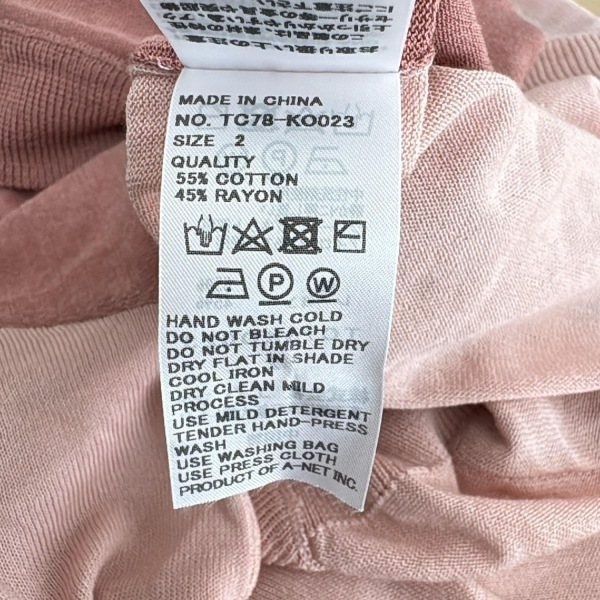 MADE IN CHINA
NO. TC78-KO023
SIZE 2
QUALITY
55% COTTON
45% RAYON
P
W
HAND WASH COLD
DO NOT BLEACH
DO NOT TUMBLE DRY
DRY FLAT IN SHADE
COOL IRON
DRY CLEAN MILD
PROCESS
USE MILD DETERGENT
TENDER HAND-PRESS
WASH
USE WASHING BAG
USE PRESS CLOTH
PRODUCT OF A-NET INC.